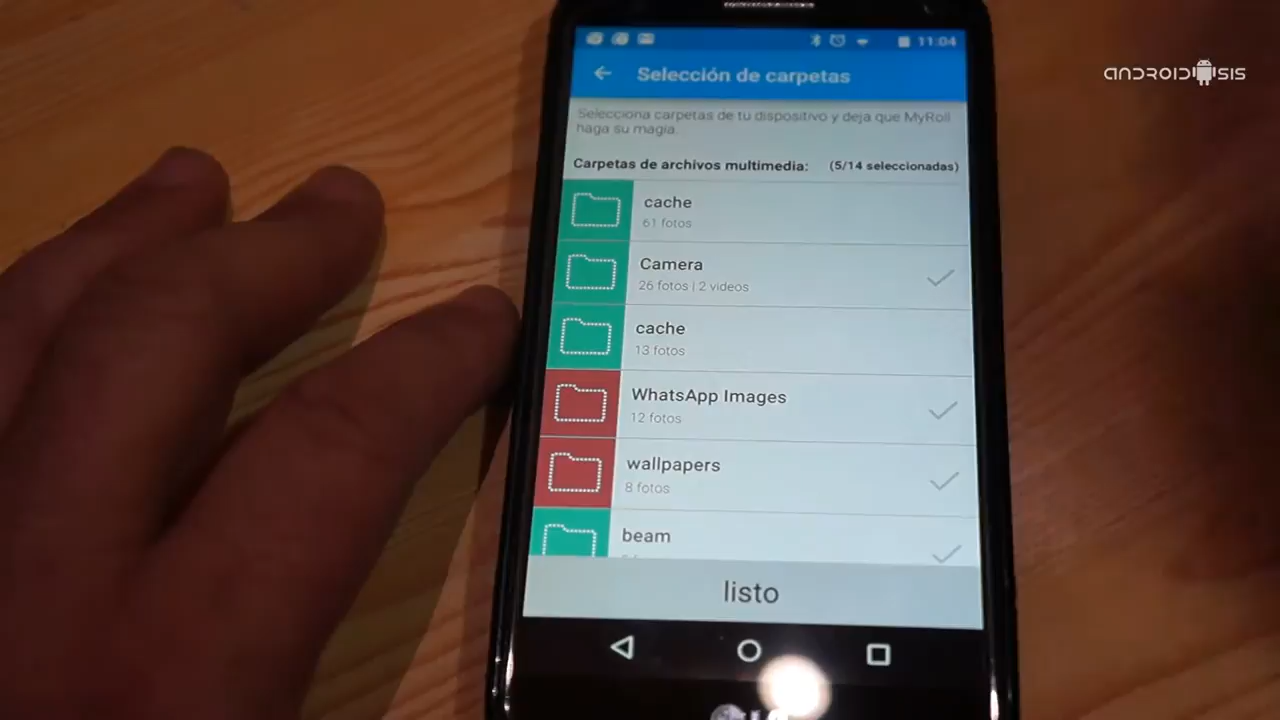 11:04
Selección de carpetas
ANDROIDSIS
Selecciona carpetas de tu dispositivo y deja que MyRoll
haga su magia.
Carpetas de archivos multimedia: (5/14 seleccionadas)
cache
61 fotos
Camera
26 fotos | 2 videos
cache
13 fotos
WhatsApp Images
12 fotos
wallpapers
8 fotos
beam
listo
LG